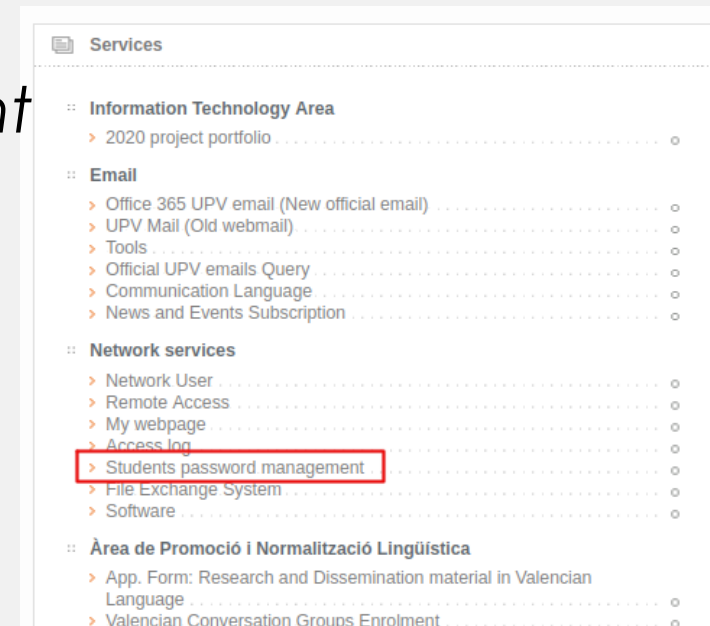 Services
nt
Information Technology Area
2020 project portfolio
Email
Office 365 UPV email (New official email)
UPV Mail (Old webmail)
Tools
Official UPV emails Query
Communication Language
News and Events Subscription
Network services
Network User
Remote Access
My webpage
Access log
Students password management
File Exchange System
Software
Àrea de Promoció i Normalització Lingüística
App. Form: Research and Dissemination material in Valencian
Language
Valencian Conversation Groups Enrolment